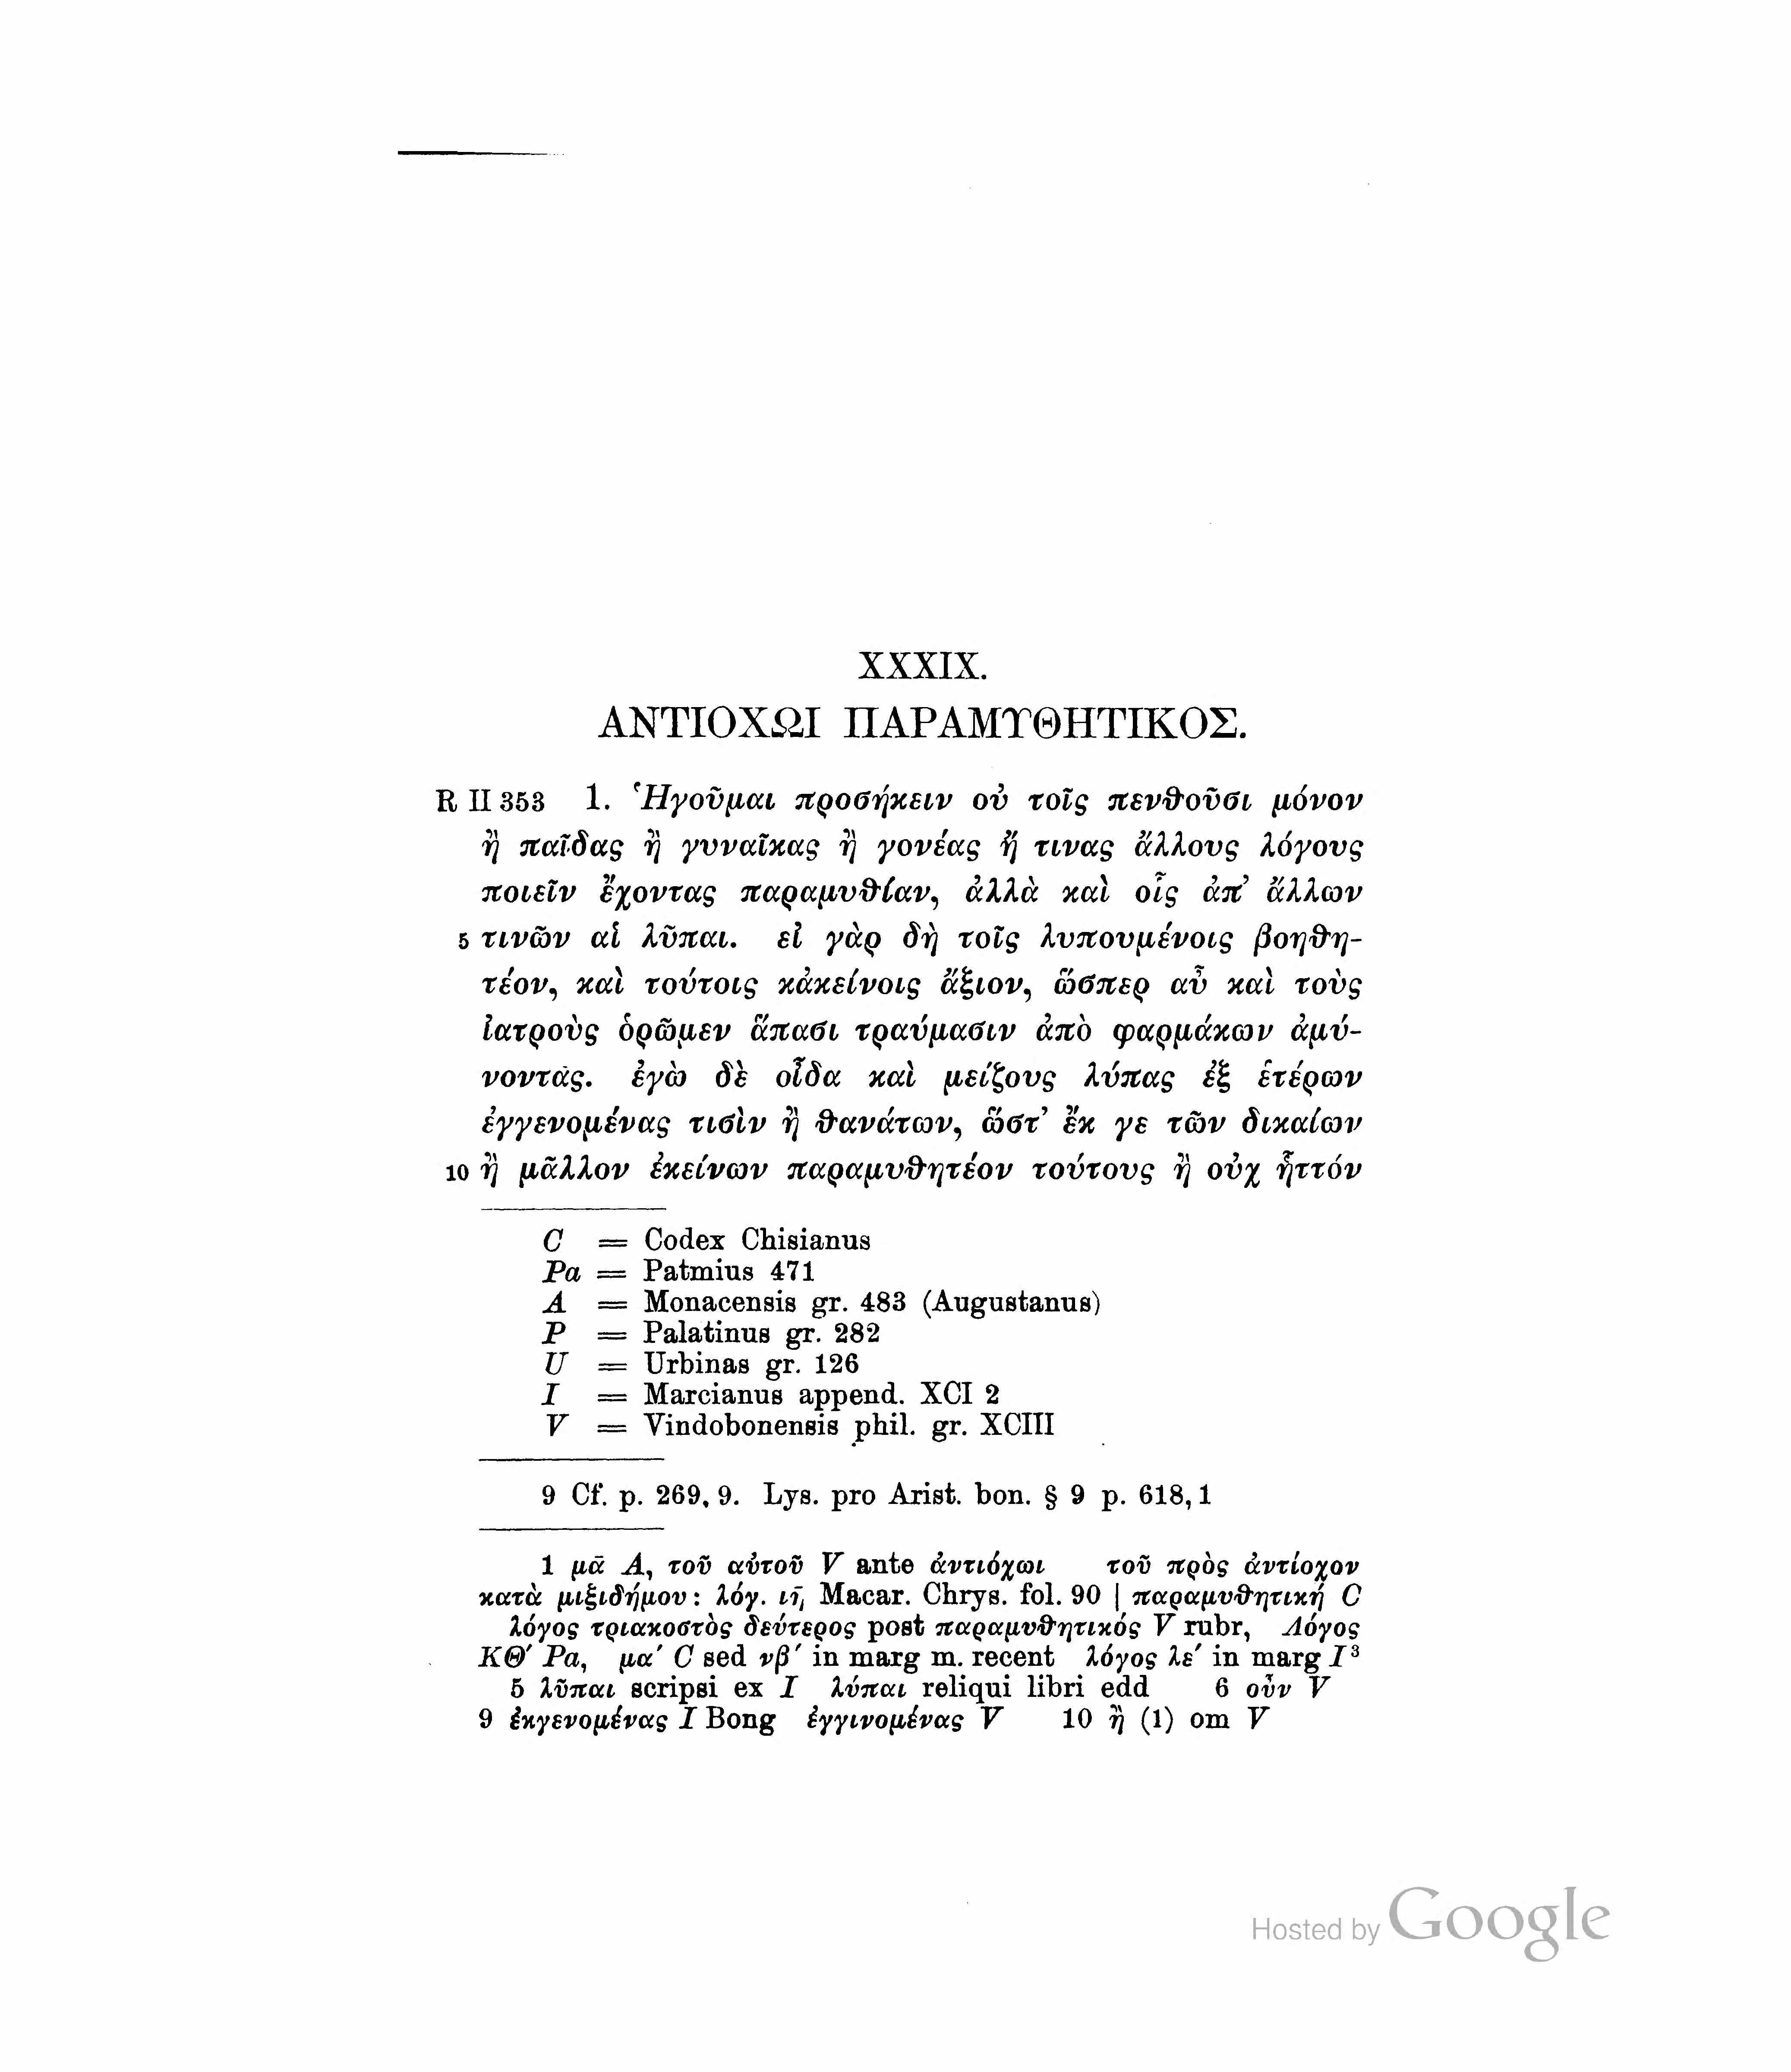 XXXIX.
ΑΝΤΙΟΧΩΙ ΠΑΡΑΜΥΘΗΤΙΚΟΣ.
R II 353 1. Ἡγοῦμαι προσήκειν οὐ τοῖς πενθοῦσι μόνον
ἢ παῖδας ἢ γυναῖκας ἢ γονέας ἤ τινας ἄλλους λόγους
ποιεῖν ἔχοντας παραμυθίαν, ἀλλὰ καὶ οἷς ἀπ’ ἄλλων
5 τινῶν αἱ λῦπαι. εἰ γὰρ δὴ τοῖς λυπουμένοις βοηθη-
τέον, καὶ τούτοις κἀκείνοις ἄξιον, ὥσπερ αὖ καὶ τοὺς
ἰατροὺς ὁρῶμεν ἅπασι τραύμασιν ἀπὸ φαρμάκων ἀμύ-
νοντας. ἐγὼ δὲ οἶδα καὶ μείζους λύπας ἐξ ἑτέρων
ἐγγενομένας τισὶν ἢ θανάτων, ὥστ’ ἔκ γε τῶν δικαίων
10 ἢ μᾶλλον ἐκείνων παραμυθητέον τούτους ἢ οὐχ ἧττόν
C = Codex Chisianus
Pa = Patmius 471
A = Monacensis gr. 483 (Augustanus)
P = Palatinus gr. 282
U = Urbinas gr. 126
I = Marcianus append. XCI 2
V = Vindobonensis phil. gr. XCIII
9 Cf. p. 269, 9. Lys. pro Arist. bon. § 9 p. 618, 1
1 μᾱ A, τοῦ αὐτοῦ V ante ἀντιόχωι τοῦ πρὸς ἀντίοχον
κατὰ μιξιδήμου: λόγ. Macar. Chrys. fol. 90 | παραμυθητική C
λόγος τριακοστὸς δεύτερος post παραμυθητικός V rubr, Λόγος
ΚΘ′ Pa, μα′ C sed νβ′ in marg m. recent λόγος λε′ in marg I³
5 λῦπαι scripsi ex I λύπαι reliqui libri edd 6 οὖν V
9 ἐκγενομένας I Bong ἐγγινομένας V 10 ἢ (1) om V
Hosted by Google